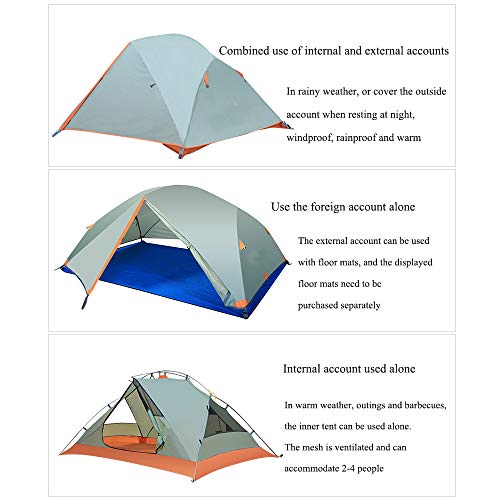 Combined use of internal and external accounts
In rainy weather, or cover the outside
account when resting at night,
windproof, rainproof and warm
Use the foreign account alone
The external account can be used
with floor mats, and the displayed
floor mats need to be
purchased separately
Internal account used alone
In warm weather, outings and barbecues,
the inner tent can be used alone.
The mesh is ventilated and can
accommodate 2-4 people